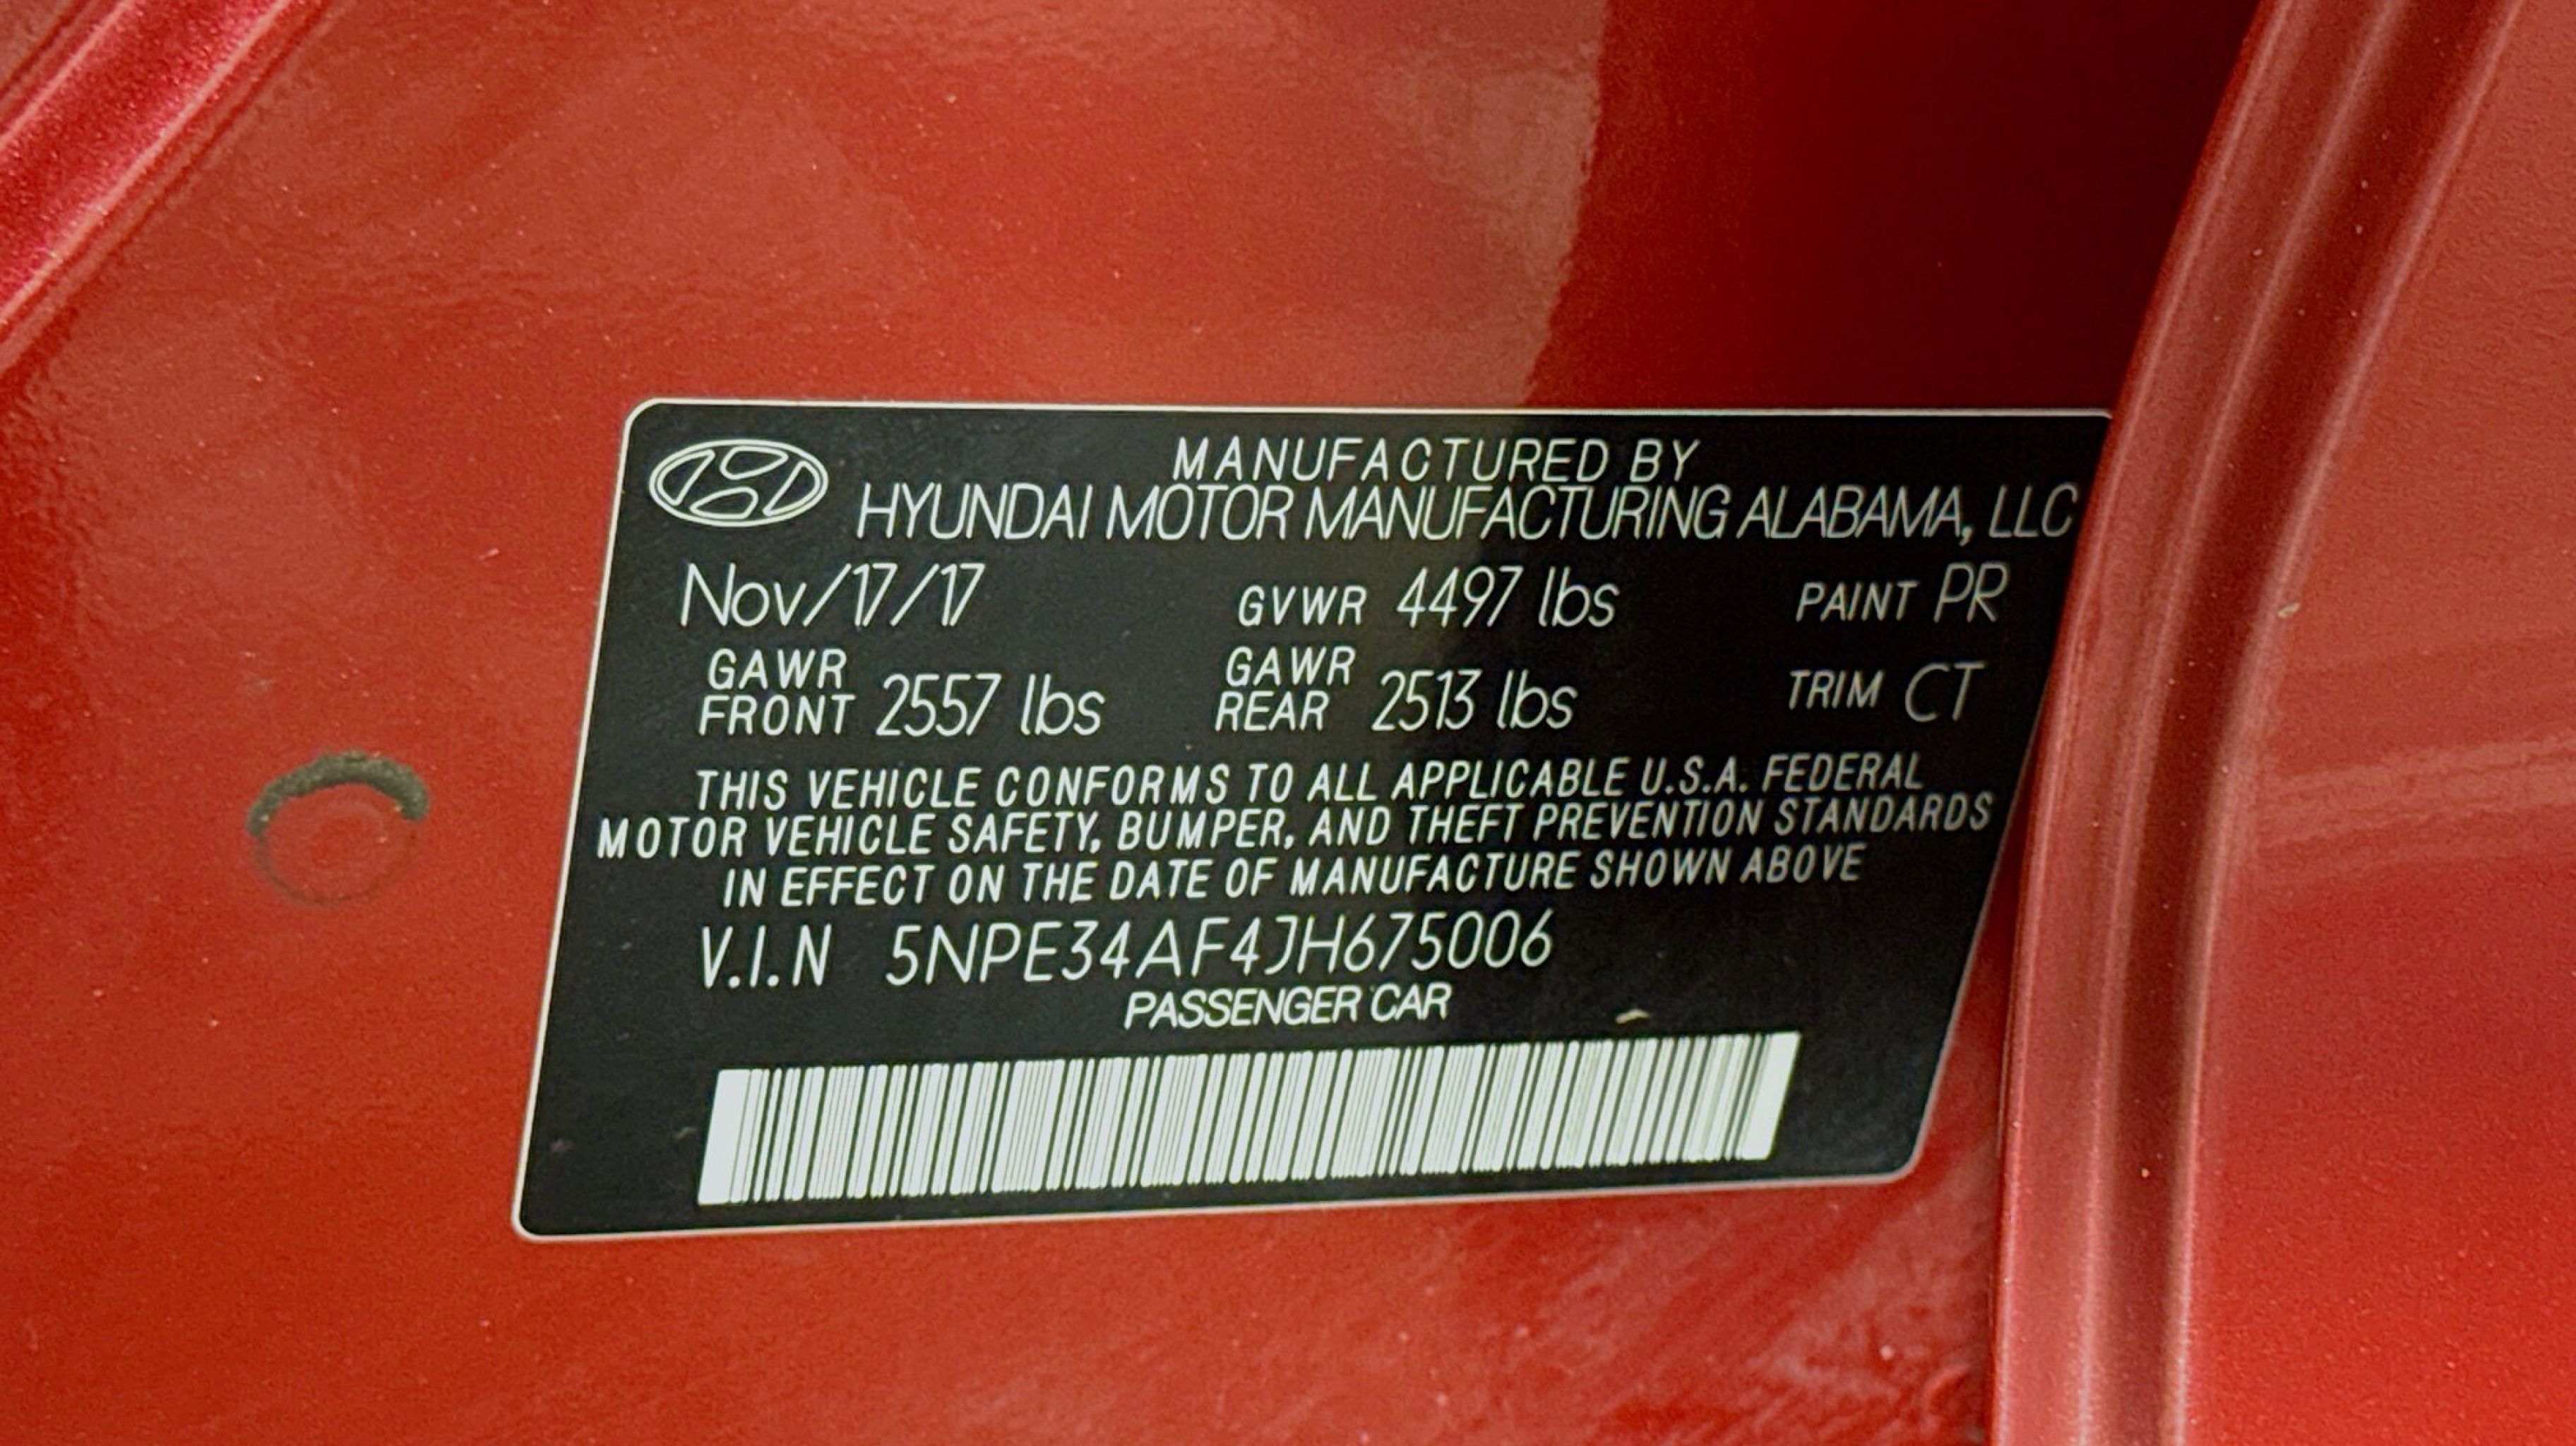 MANUFACTURED BY
HYUNDAI MOTOR MANUFACTURING ALABAMA, LLC
Nov/17/17 GVWR 4497 lbs PAINT PR
GAWR FRONT 2557 lbs GAWR REAR 2513 lbs TRIM CT
THIS VEHICLE CONFORMS TO ALL APPLICABLE U.S.A. FEDERAL
MOTOR VEHICLE SAFETY, BUMPER, AND THEFT PREVENTION STANDARDS
IN EFFECT ON THE DATE OF MANUFACTURE SHOWN ABOVE
V.I.N 5NPE34AF4JH675006
PASSENGER CAR